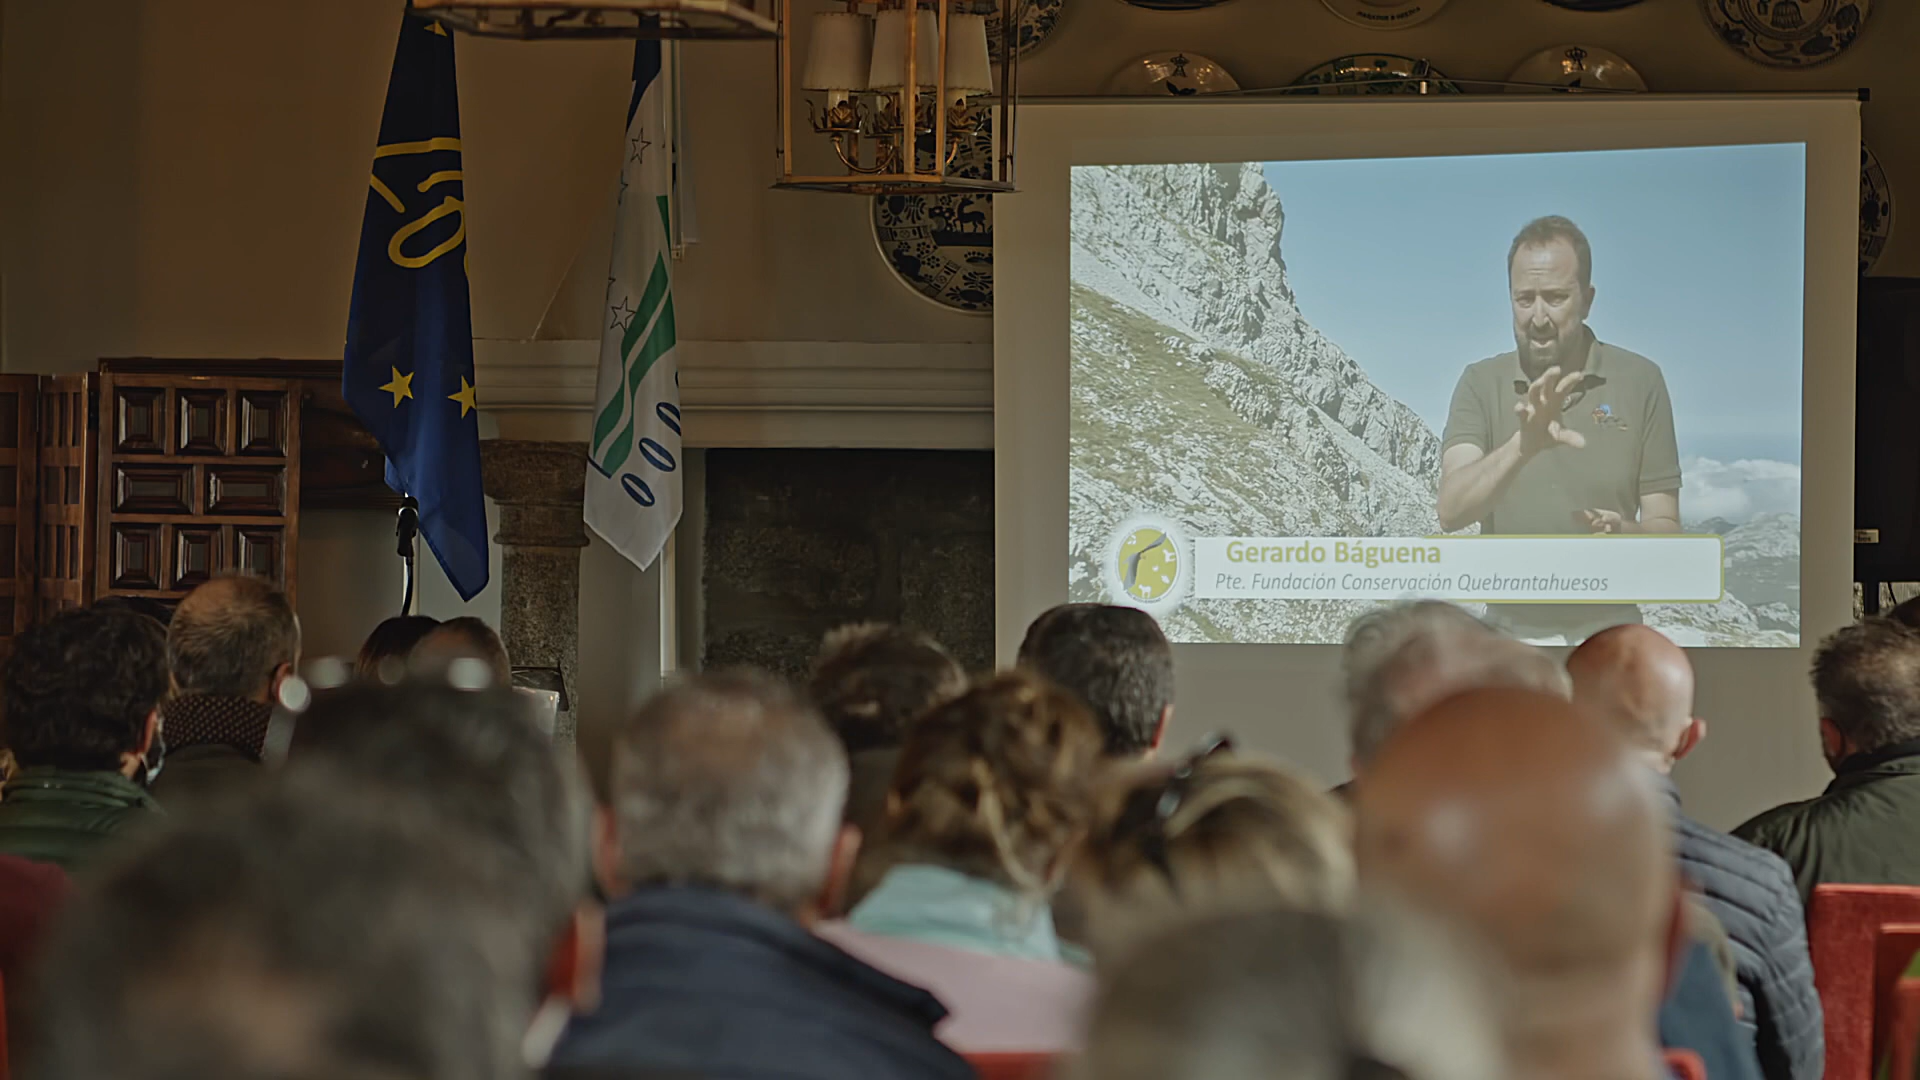 Gerardo Báguena
Pte. Fundación Conservación Quebrantahuesos